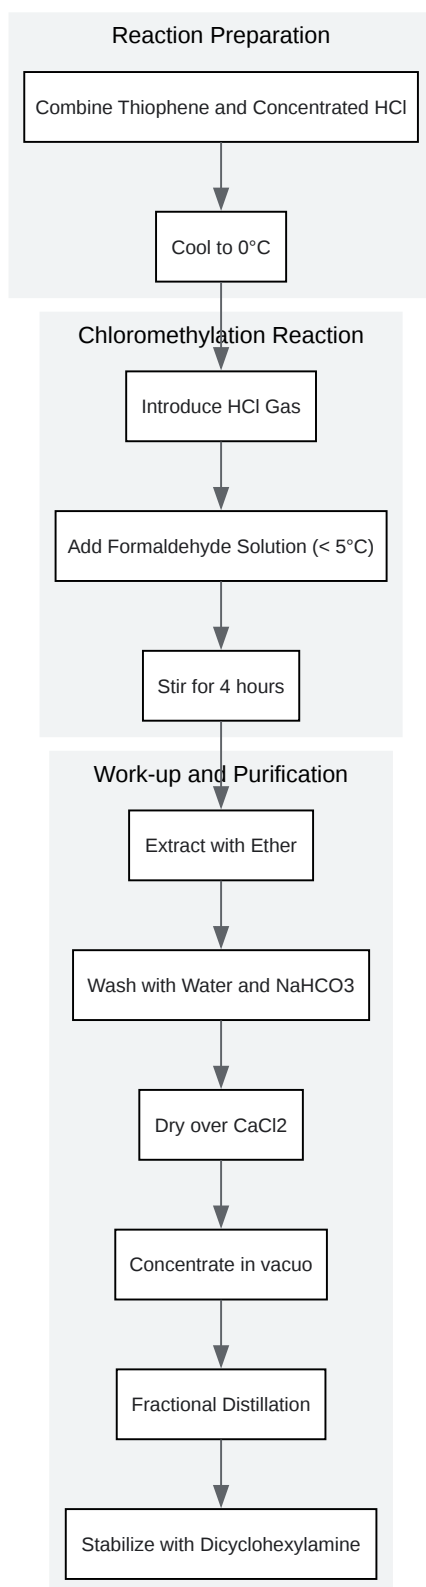 Reaction Preparation
Combine Thiophene and Concentrated HCl
Cool to 0°C
Chloromethylation Reaction
Introduce HCl Gas
Add Formaldehyde Solution (< 5°C)
Stir for 4 hours
Work-up and Purification
Extract with Ether
Wash with Water and NaHCO3
Dry over CaCl2
Concentrate in vacuo
Fractional Distillation
Stabilize with Dicyclohexylamine